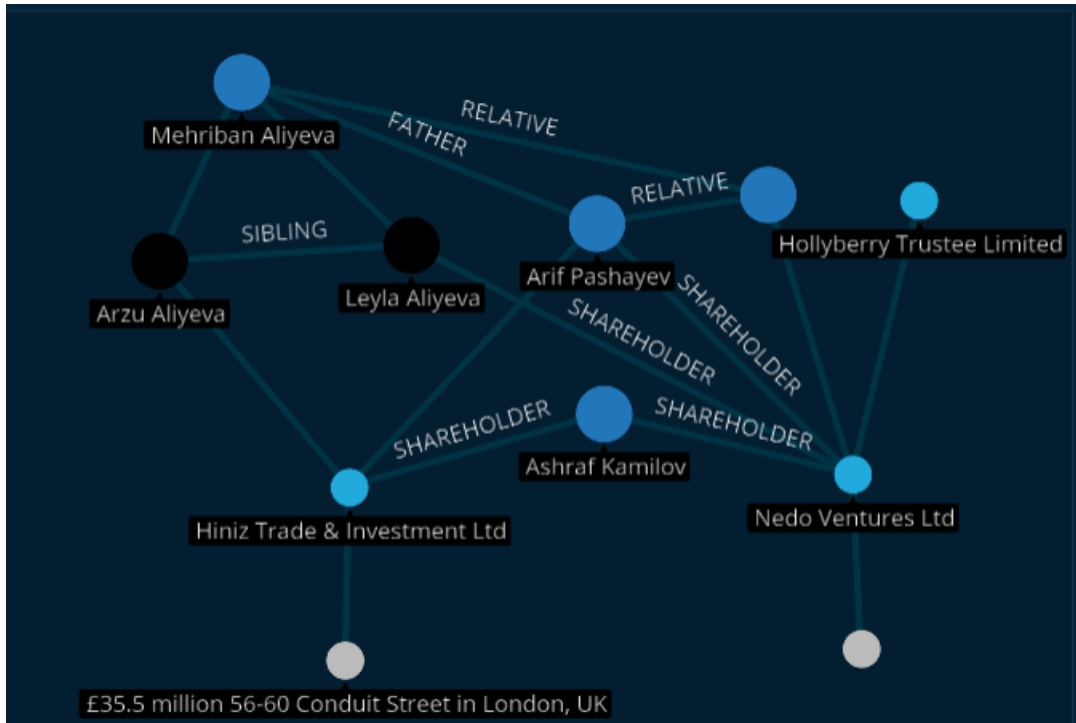 RELATIVE
FATHER
Mehriban Aliyeva
RELATIVE
SIBLING
Hollyberry Trustee Limited
Arif Pashayev
Leyla Aliyeva
Arzu Aliyeva
SHAREHOLDER
SHAREHOLDER
SHAREHOLDER
SHAREHOLDER
Ashraf Kamilov
Nedo Ventures Ltd
Hiniz Trade & Investment Ltd
£35.5 million 56-60 Conduit Street in London, UK